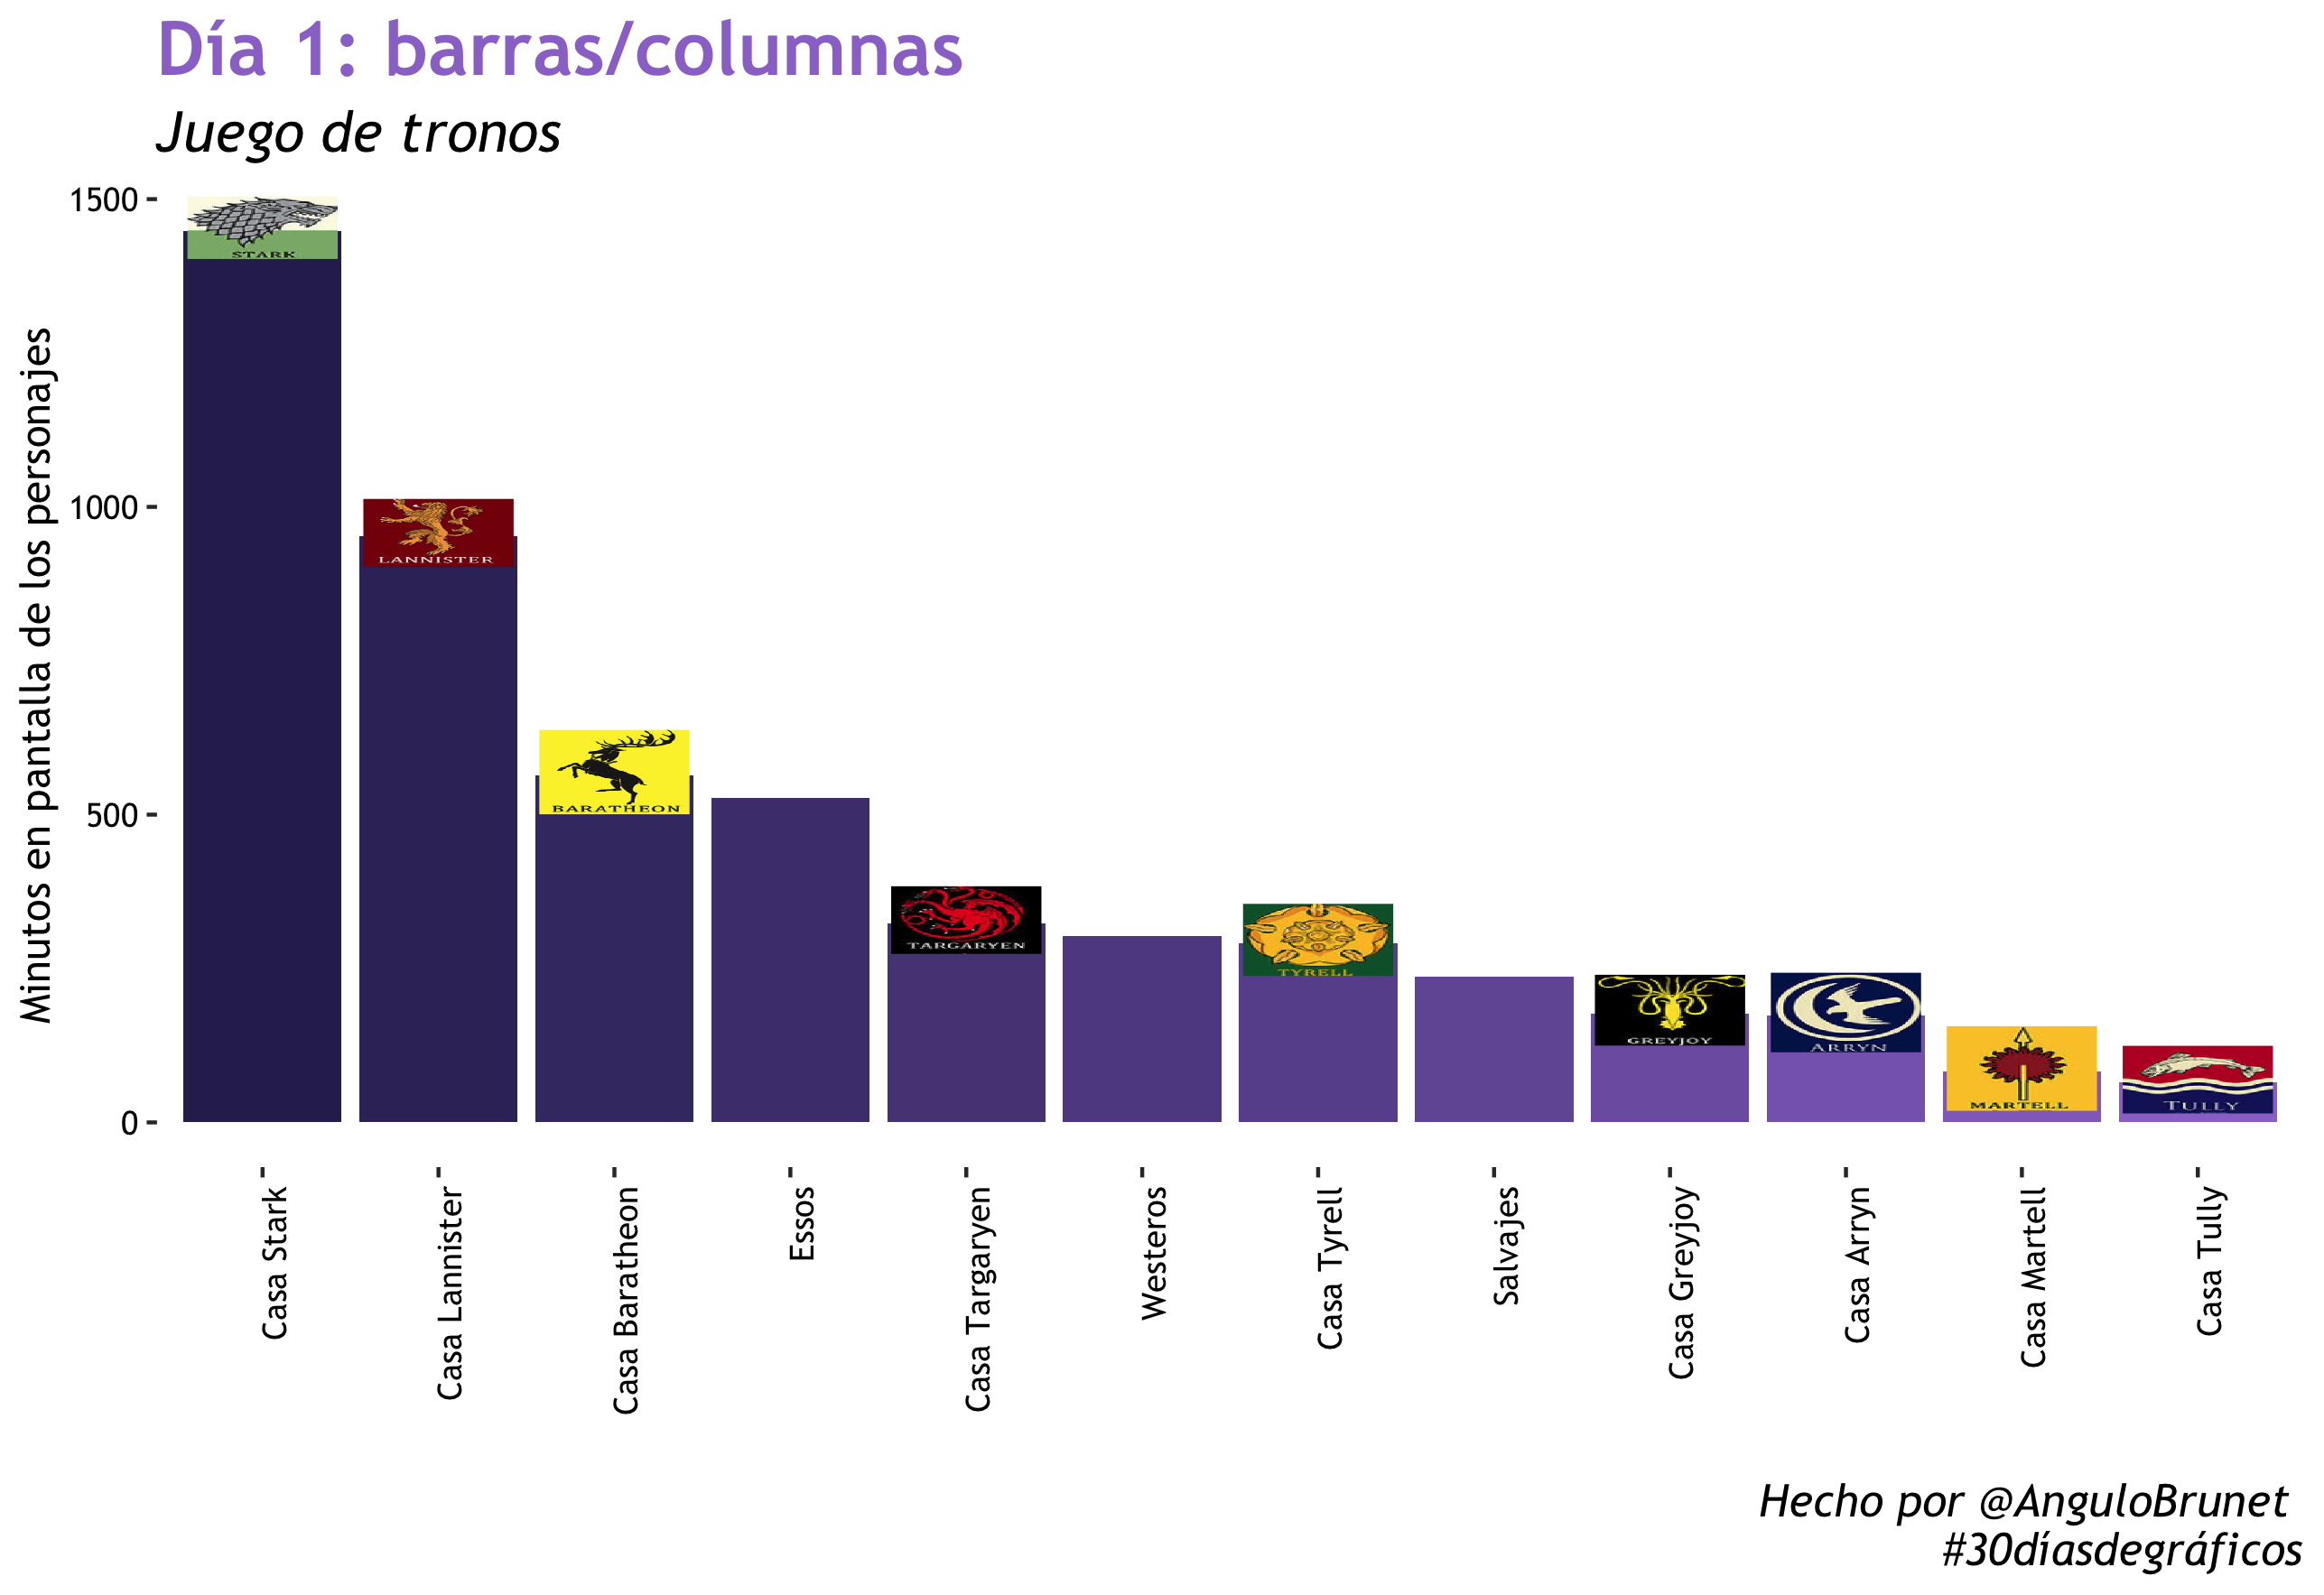 Día 1: barras/columnas
Juego de tronos
Minutos en pantalla de los personajes
1500
1000
500
0
STARK
LANNISTER
BARATHEON
TARGARYEN
TYRELL
GREYJOY
ARRYN
MARTELL
TULLY
Casa Stark
Casa Lannister
Casa Baratheon
Essos
Casa Targaryen
Westeros
Casa Tyrell
Salvajes
Casa Greyjoy
Casa Arryn
Casa Martell
Casa Tully
Hecho por @AnguloBrunet
#30díasdegráficos